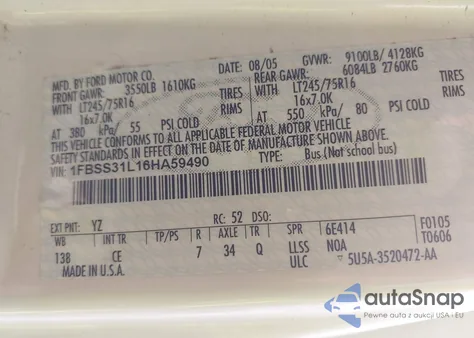 MFD. BY FORD MOTOR CO.
DATE: 08/05 GVWR: 9100LB/ 4128KG
FRONT GAWR: 3550LB 1610KG REAR GAWR: 6084LB 2760KG
WITH LT245/75R16 TIRES WITH LT245/75R16 TIRES
16x7.0K RIMS 16x7.0K RIMS
AT 380 kPa/ 55 PSI COLD AT 550 kPa/ 80 PSI COLD
THIS VEHICLE CONFORMS TO ALL APPLICABLE FEDERAL MOTOR VEHICLE
SAFETY STANDARDS IN EFFECT ON THE DATE OF MANUFACTURE SHOWN ABOVE.
VIN: 1FBSS31L16HA59490
TYPE: Bus (Not school Bus)
EXT PNT: YZ RC: 52 DSO: F0105
WB INT TR TP/PS R AXLE TR SPR 6E414 T0606
138 CE 7 34 Q LLSS NOA
MADE IN U.S.A. ULC 5U5A-3520472-AA
autoSnap
Pewne auta z aukcji USA - EU